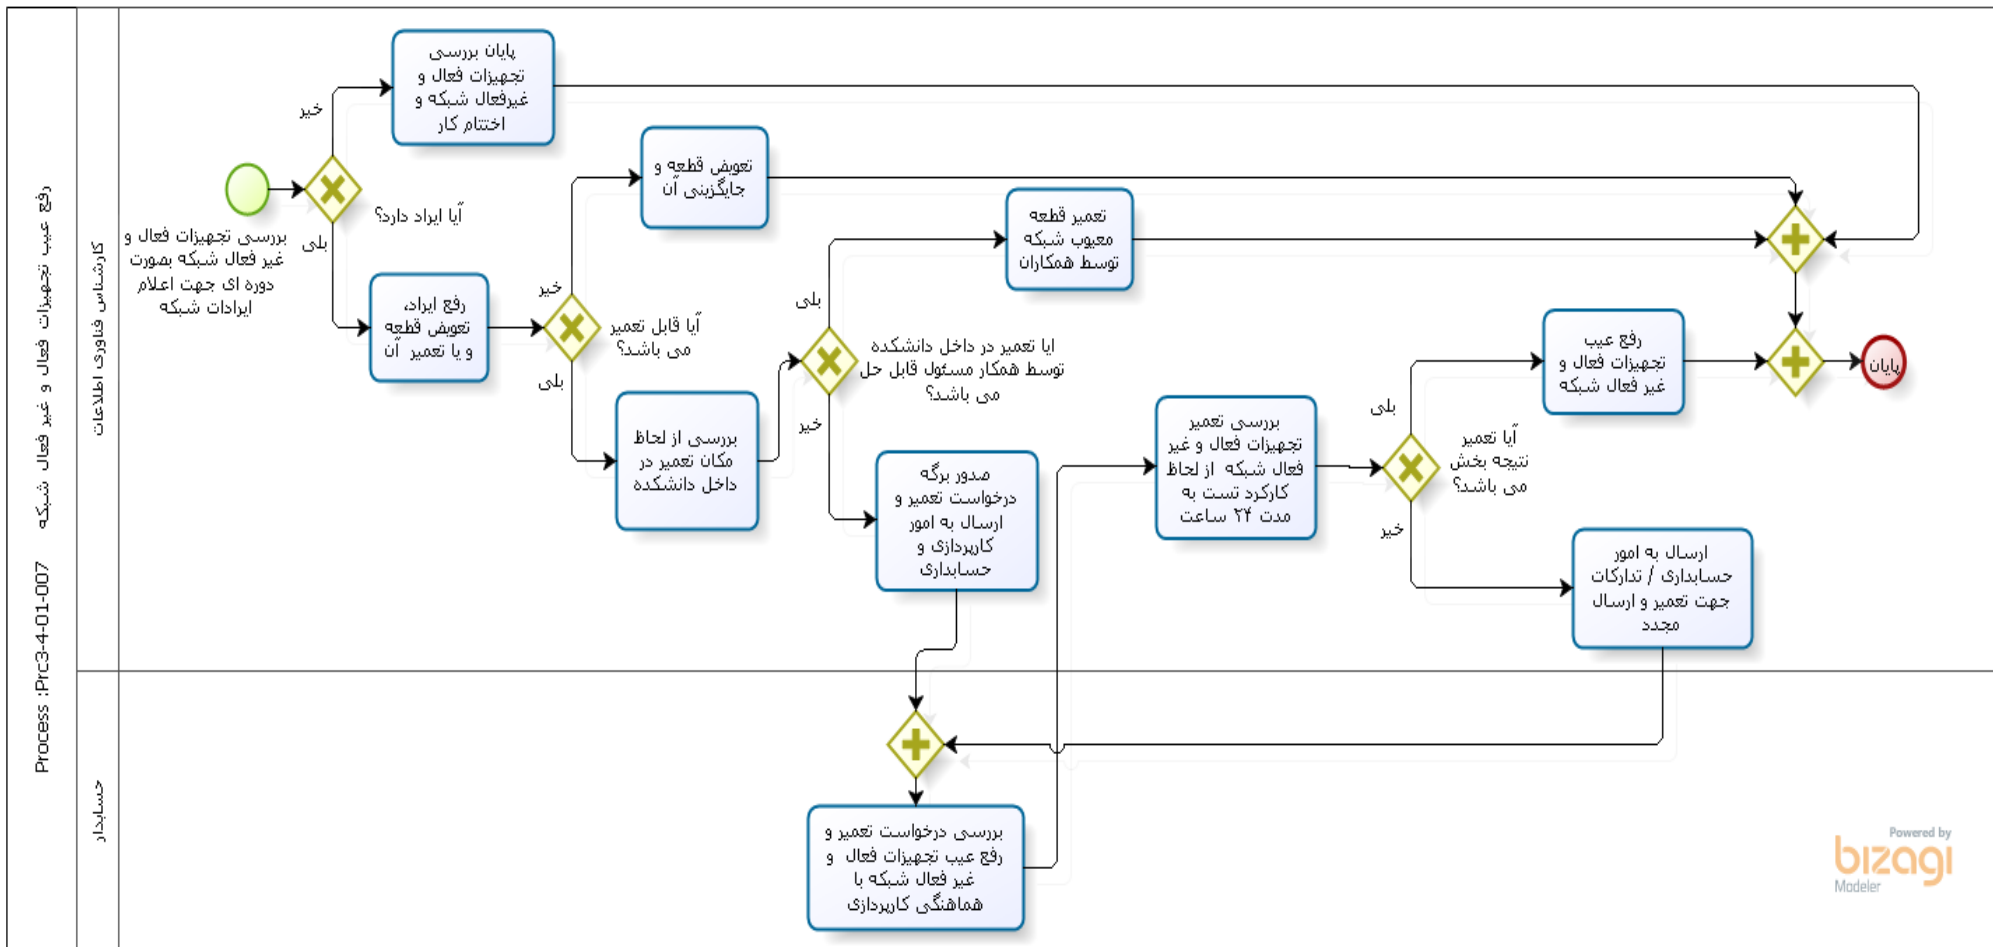 رفع عیب تجهیزات فعال و غیر فعال شبکه
Process :Prc3-4-01-007
کارشناس فناوری اطلاعات
بررسی تجهیزات فعال و
غیر فعال شبکه بصورت
دوره ای جهت اعلام
ایرادات شبکه
آیا ایراد دارد؟
خیر
بلی
پایان بررسی
تجهیزات فعال و
غیرفعال شبکه و
اختتام کار
رفع ایراد،
تعویض قطعه
و یا تعمیر آن
آیا قابل تعمیر
می باشد؟
خیر
بلی
تعویض قطعه و
جایگزینی آن
بررسی از لحاظ
مکان تعمیر در
داخل دانشکده
ایا تعمیر در داخل دانشکده
توسط همکار مسئول قابل حل
می باشد؟
بلی
خیر
تعمیر قطعه
معیوب شبکه
توسط همکاران
صدور برگه
درخواست تعمیر و
ارسال به امور
کارپردازی و
حسابداری
بررسی تعمیر
تجهیزات فعال و غیر
فعال شبکه از لحاظ
کارکرد تست به
مدت ۲۴ ساعت
آیا تعمیر
نتیجه بخش
می باشد؟
بلی
خیر
رفع عیب
تجهیزات فعال و
غیر فعال شبکه
ارسال به امور
حسابداری / تدارکات
جهت تعمیر و ارسال
مجدد
پایان
حسابدار
بررسی درخواست تعمیر و
رفع عیب تجهیزات فعال و
غیر فعال شبکه با
هماهنگی کارپردازی
Powered by
bizagi
Modeler